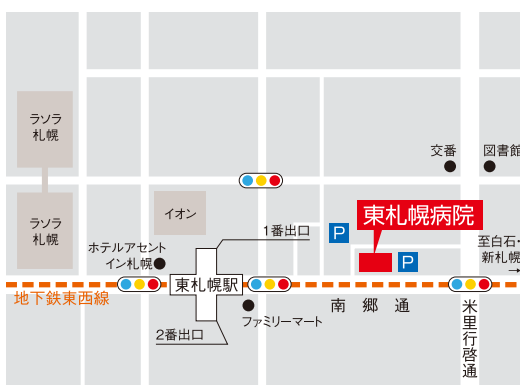 ラソラ
札幌
交番
図書館
イオン
ラソラ
札幌
東札幌病院
P
1番出口
至白石・
新札幌
→
ホテルアセント
イン札幌
P
東札幌駅
地下鉄東西線
南郷通
米里行啓通
ファミリーマート
2番出口